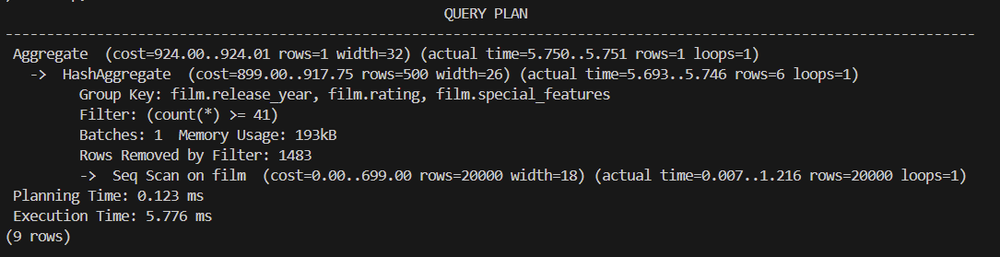 QUERY PLAN
---------------------------------------------------------------------------------------------------------------------
Aggregate  (cost=924.00..924.01 rows=1 width=32) (actual time=5.750..5.751 rows=1 loops=1)
  ->  HashAggregate  (cost=899.00..917.75 rows=500 width=26) (actual time=5.693..5.746 rows=6 loops=1)
        Group Key: film.release_year, film.rating, film.special_features
        Filter: (count(*) >= 41)
        Batches: 1  Memory Usage: 193kB
        Rows Removed by Filter: 1483
        ->  Seq Scan on film  (cost=0.00..699.00 rows=20000 width=18) (actual time=0.007..1.216 rows=20000 loops=1)
Planning Time: 0.123 ms
Execution Time: 5.776 ms
(9 rows)